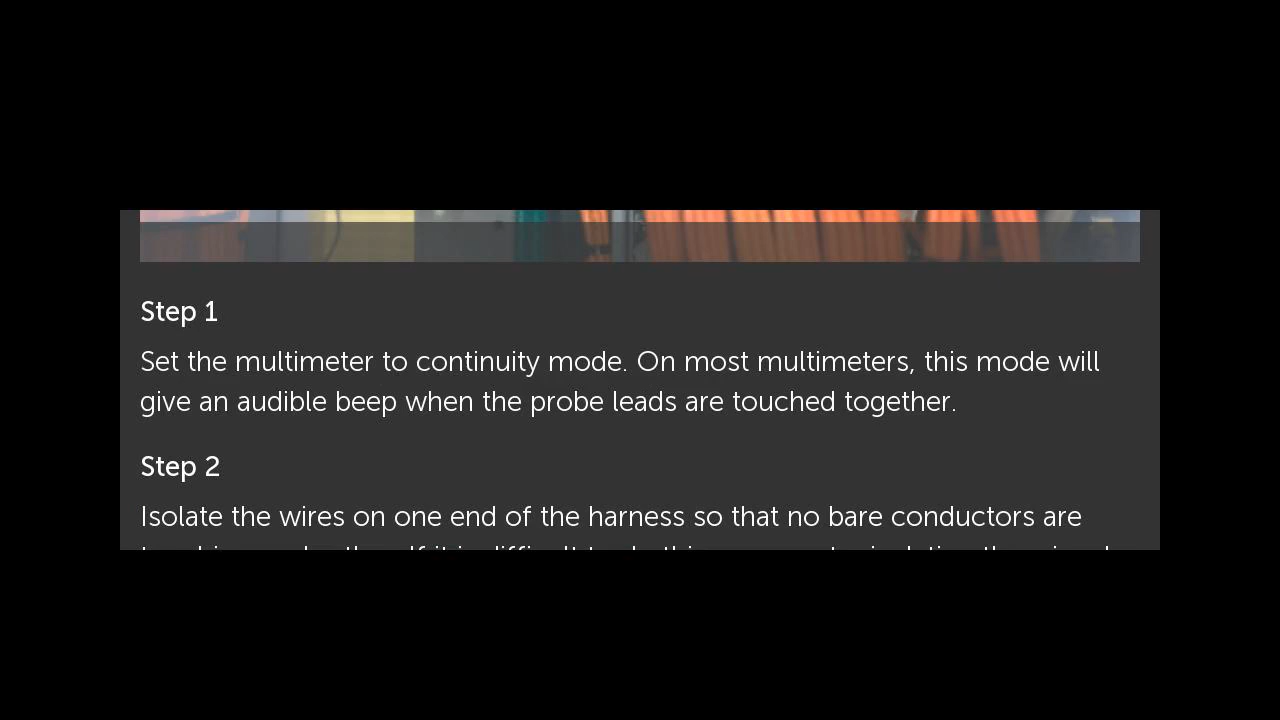 Step 1
Set the multimeter to continuity mode. On most multimeters, this mode will
give an audible beep when the probe leads are touched together.
Step 2
Isolate the wires on one end of the harness so that no bare conductors are